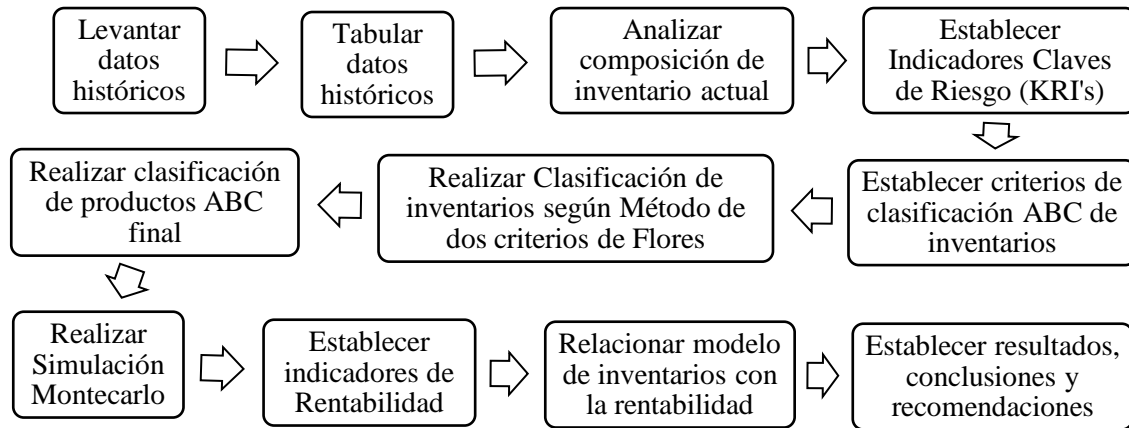 Levantar
datos
históricos
Tabular
datos
históricos
Analizar
composición de
inventario actual
Establecer
Indicadores Claves
de Riesgo (KRI's)
Establecer criterios de
clasificación ABC de
inventarios
Realizar Clasificación de
inventarios según Método de
dos criterios de Flores
Realizar clasificación
de productos ABC
final
Realizar
Simulación
Montecarlo
Establecer
indicadores de
Rentabilidad
Relacionar modelo
de inventarios con
la rentabilidad
Establecer resultados,
conclusiones y
recomendaciones